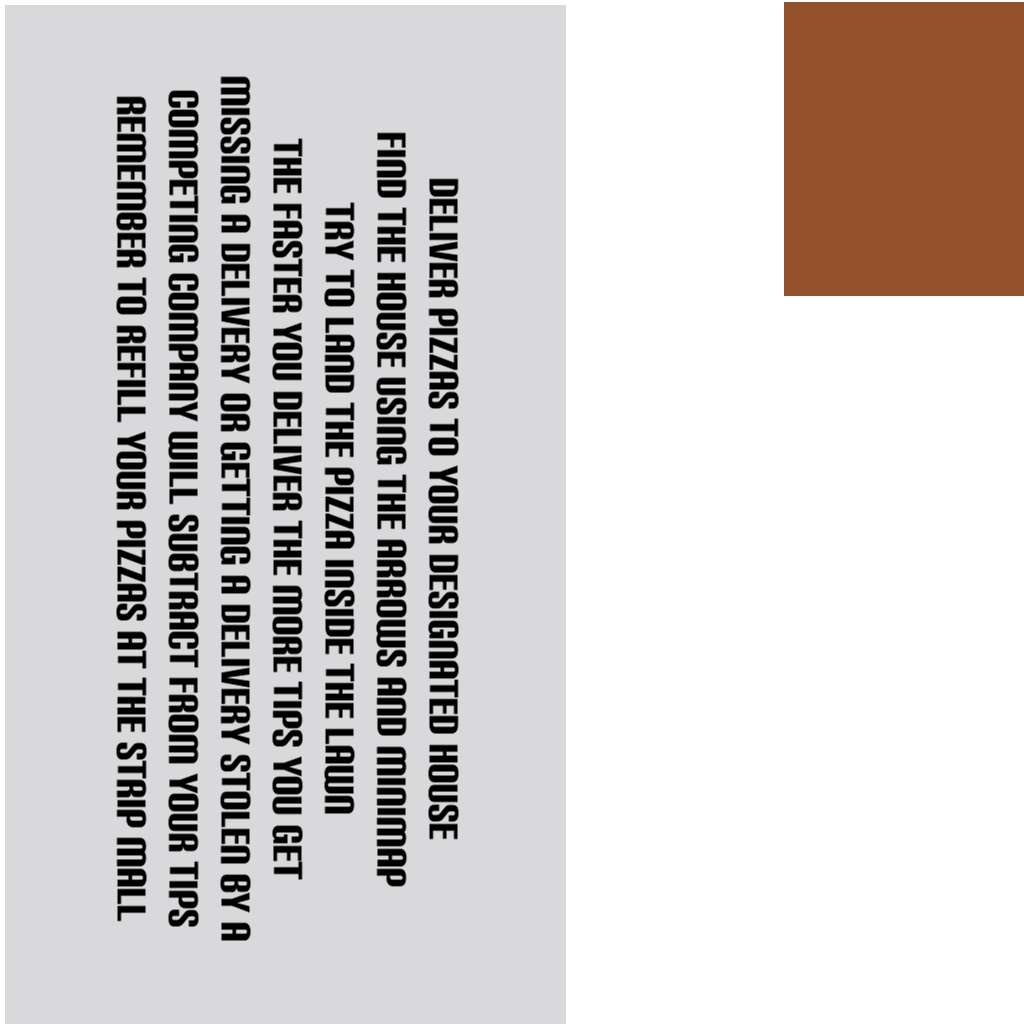 DELIVER PIZZAS TO YOUR DESIGNATED HOUSE
FIND THE HOUSE USING THE ARROWS AND MINIMAP
TRY TO LAND THE PIZZA INSIDE THE LAWN
THE FASTER YOU DELIVER THE MORE TIPS YOU GET
MISSING A DELIVERY OR GETTING A DELIVERY STOLEN BY A
COMPETING COMPANY WILL SUBTRACT FROM YOUR TIPS
REMEMBER TO REFILL YOUR PIZZAS AT THE STRIP MALL